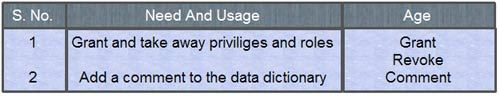 S. No. Need And Usage Age
1 Grant and take away priviliges and roles Grant
Revoke
2 Add a comment to the data dictionary Comment